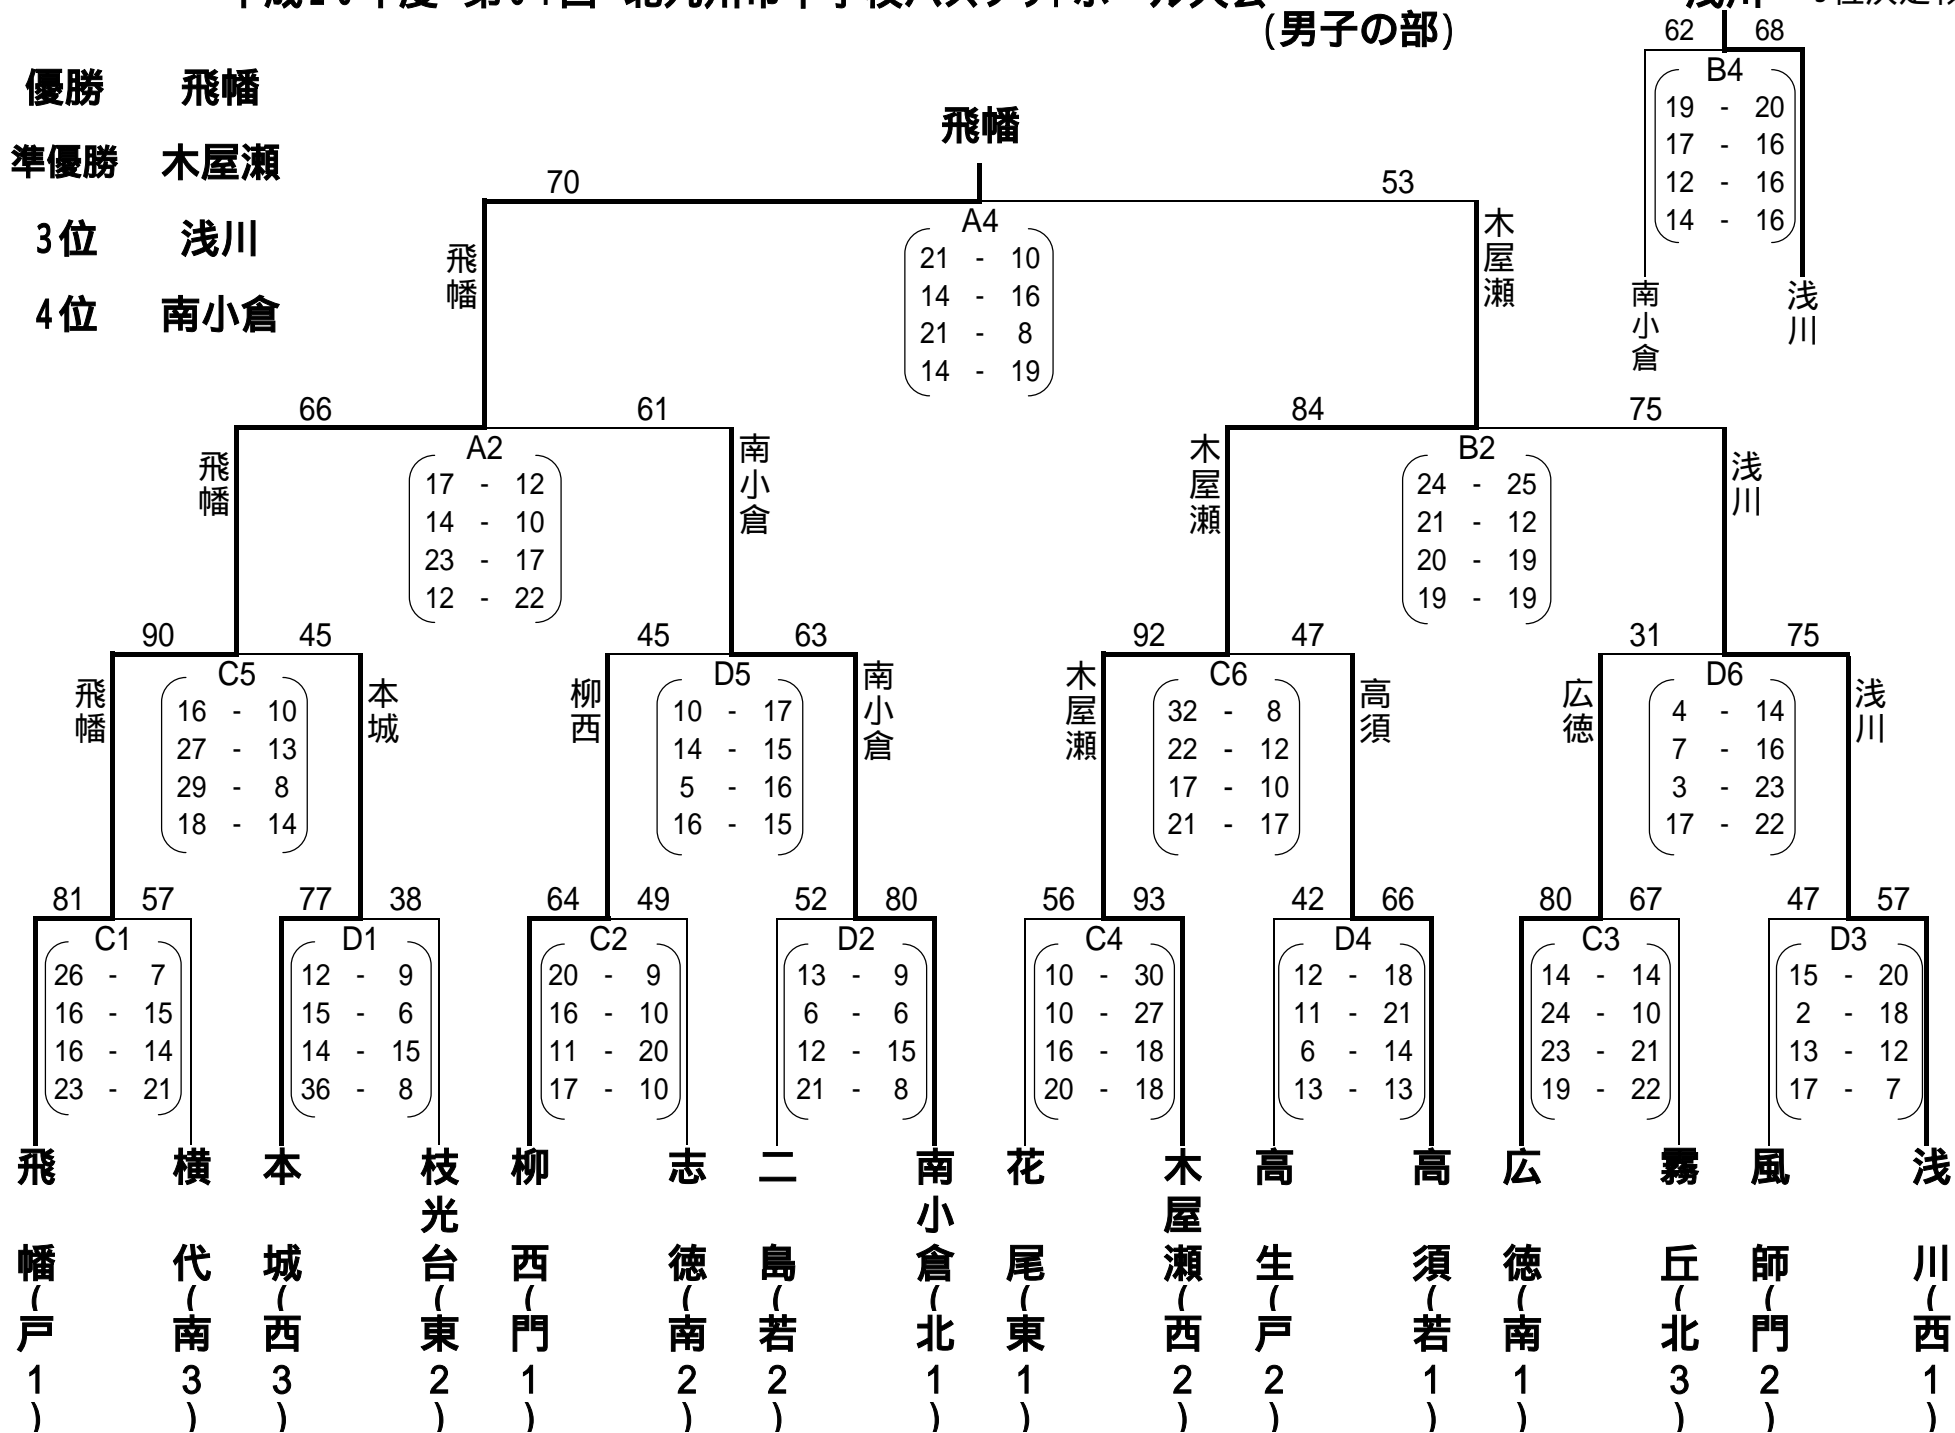 (男子の部)
優勝 飛幡
準優勝 木屋瀬
3位 浅川
4位 南小倉
浅川
62 68
B4
19 - 20
17 - 16
12 - 16
14 - 16
南小倉
浅川
飛幡
70 53
A4
21 - 10
14 - 16
21 - 8
14 - 19
飛幡
木屋瀬
66 61
A2
17 - 12
14 - 10
23 - 17
12 - 22
飛幡
南小倉
84 75
B2
24 - 25
21 - 12
20 - 19
19 - 19
木屋瀬
浅川
90 45
C5
16 - 10
27 - 13
29 - 8
18 - 14
飛幡
本城
45 63
D5
10 - 17
14 - 15
5 - 16
16 - 15
柳西
南小倉
92 47
C6
32 - 8
22 - 12
17 - 10
21 - 17
木屋瀬
高須
31 75
D6
4 - 14
7 - 16
3 - 23
17 - 22
広徳
浅川
81 57
C1
26 - 7
16 - 15
16 - 14
23 - 21
77 38
D1
12 - 9
15 - 6
14 - 15
36 - 8
64 49
C2
20 - 9
16 - 10
11 - 20
17 - 10
52 80
D2
13 - 9
6 - 6
12 - 15
21 - 8
56 93
C4
10 - 30
10 - 27
16 - 18
20 - 18
42 66
D4
12 - 18
11 - 21
6 - 14
13 - 13
80 67
C3
14 - 14
24 - 10
23 - 21
19 - 22
47 57
D3
15 - 20
2 - 18
13 - 12
17 - 7
飛幡(戸1)
横代(南3)
本城(西3)
枝光台(東2)
柳西(門1)
志徳(南2)
二島(若2)
南小倉(北1)
花尾(東1)
木屋瀬(西2)
高生(戸2)
高須(若1)
広徳(南1)
霧丘(北3)
風師(門2)
浅川(西1)